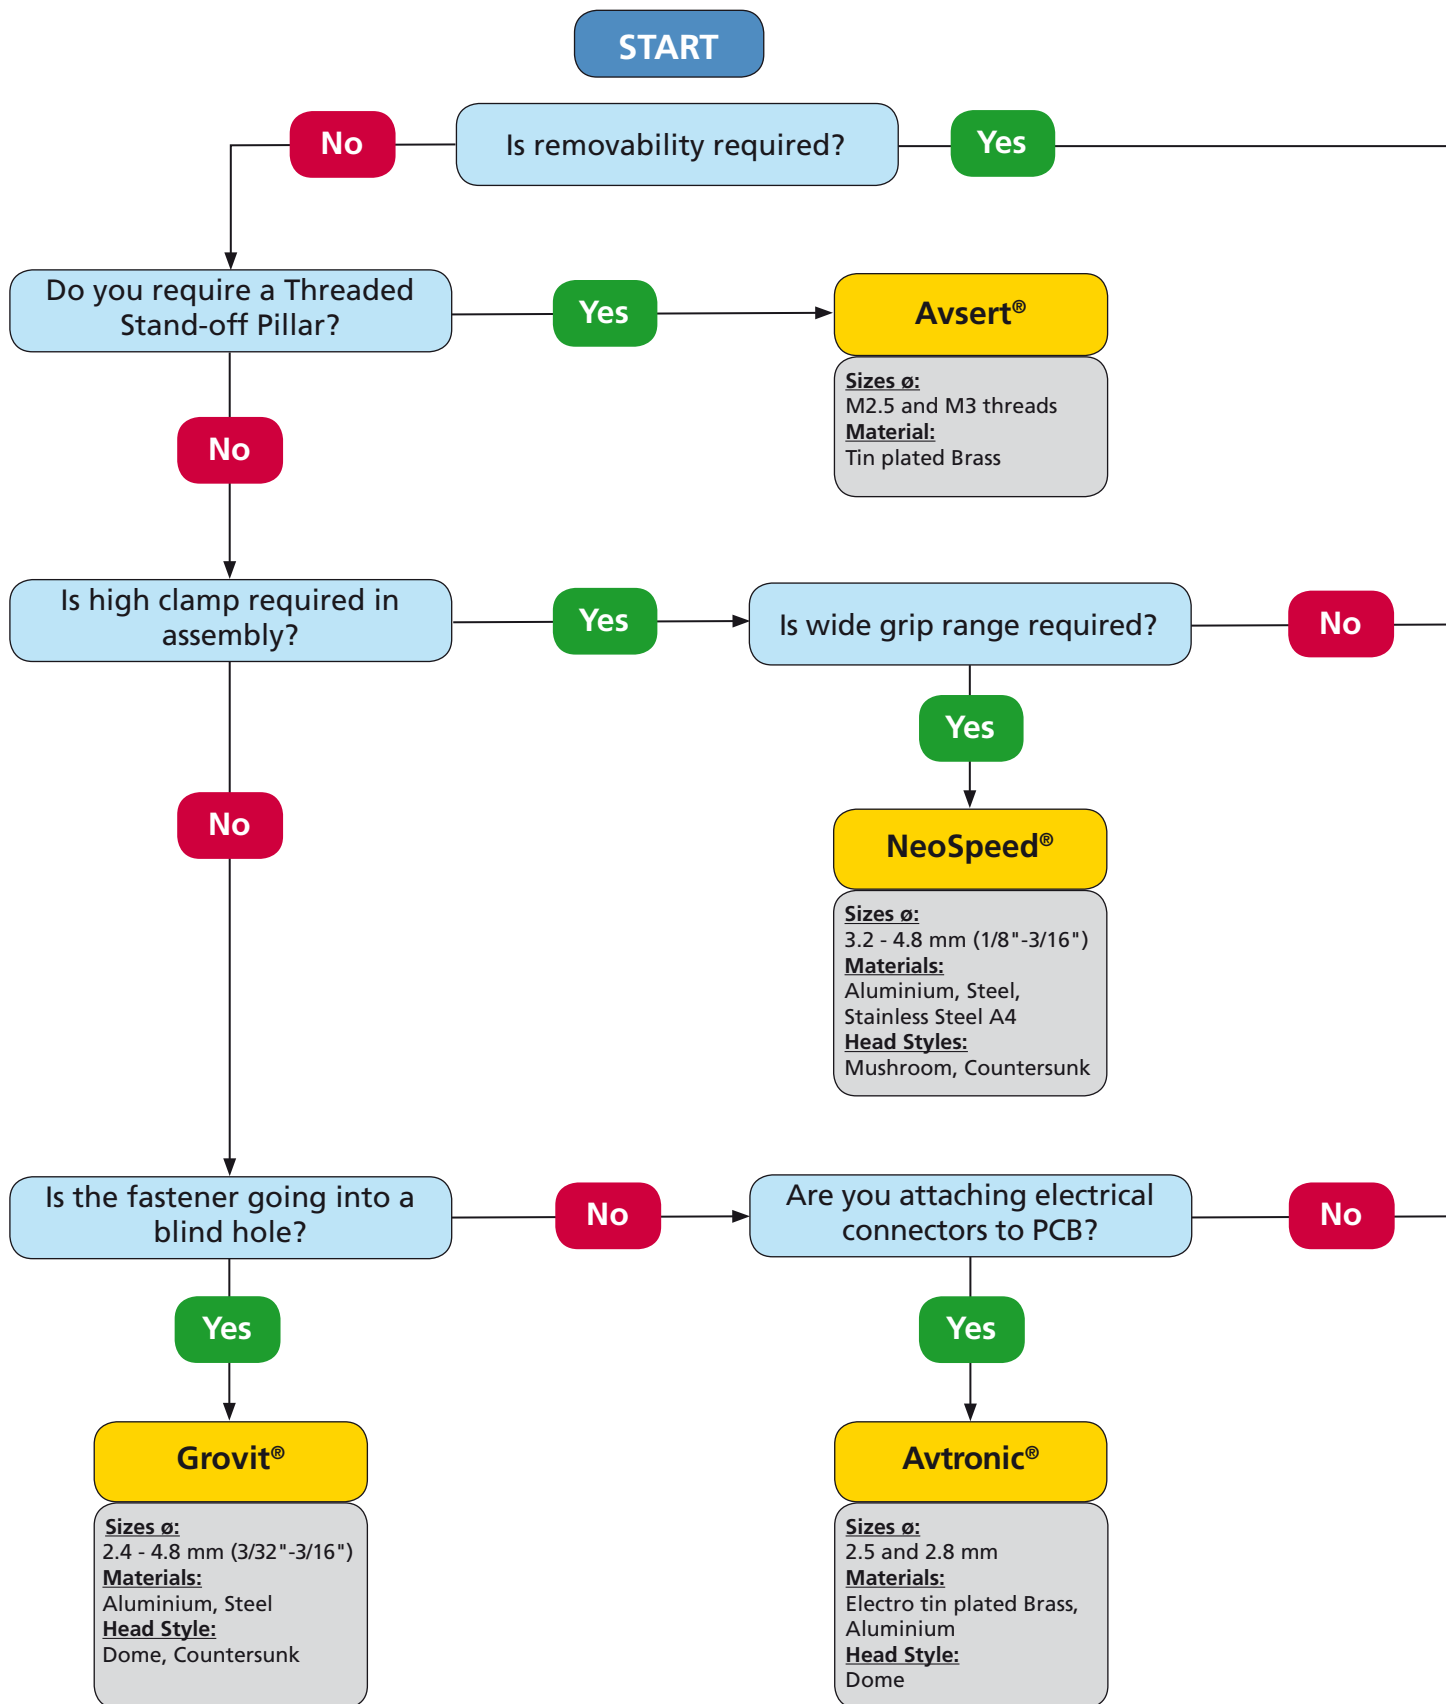 START
No
Is removability required?
Yes
Do you require a Threaded
Stand-off Pillar?
Yes
Avsert®
Sizes ø:
M2.5 and M3 threads
Material:
Tin plated Brass
No
Is high clamp required in
assembly?
Yes
Is wide grip range required?
No
Yes
No
NeoSpeed®
Sizes ø:
3.2 - 4.8 mm (1/8"-3/16")
Materials:
Aluminium, Steel,
Stainless Steel A4
Head Styles:
Mushroom, Countersunk
Is the fastener going into a
blind hole?
No
Are you attaching electrical
connectors to PCB?
No
Yes
Yes
Grovit®
Sizes ø:
2.4 - 4.8 mm (3/32"-3/16")
Materials:
Aluminium, Steel
Head Style:
Dome, Countersunk
Avtronic®
Sizes ø:
2.5 and 2.8 mm
Materials:
Electro tin plated Brass,
Aluminium
Head Style:
Dome